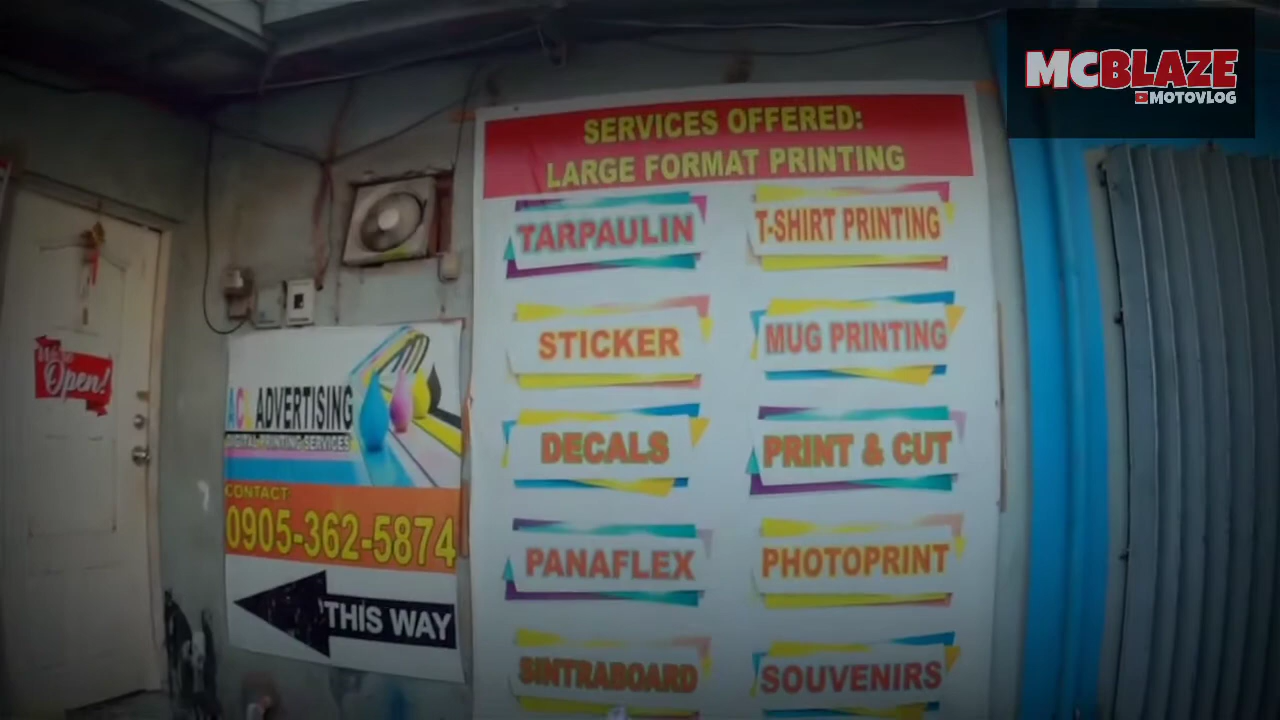 MCBLAZE
MOTOVLOG
SERVICES OFFERED:
LARGE FORMAT PRINTING
TARPAULIN
T-SHIRT PRINTING
STICKER
MUG PRINTING
DECALS
PRINT & CUT
PANAFLEX
PHOTOPRINT
SINTRABOARD
SOUVENIRS
Open!
ADVERTISING
DIGITAL PRINTING SERVICES
CONTACT:
0905-362-5874
THIS WAY